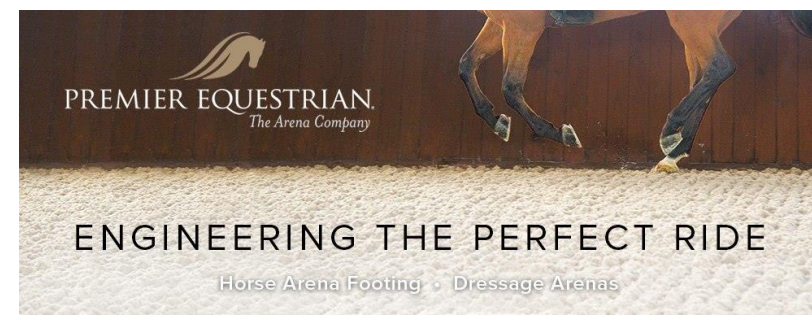 PREMIER EQUESTRIAN.
The Arena Company
ENGINEERING THE PERFECT RIDE
Horse Arena Footing • Dressage Arenas